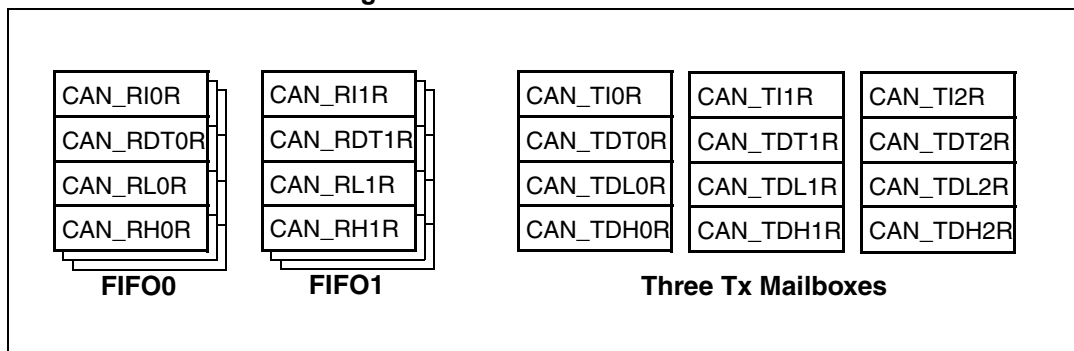 CAN_RI0R
CAN_RDT0R
CAN_RL0R
CAN_RH0R
FIFO0
CAN_RI1R
CAN_RDT1R
CAN_RL1R
CAN_RH1R
FIFO1
CAN_TI0R
CAN_TDT0R
CAN_TDL0R
CAN_TDH0R
CAN_TI1R
CAN_TDT1R
CAN_TDL1R
CAN_TDH1R
CAN_TI2R
CAN_TDT2R
CAN_TDL2R
CAN_TDH2R
Three Tx Mailboxes